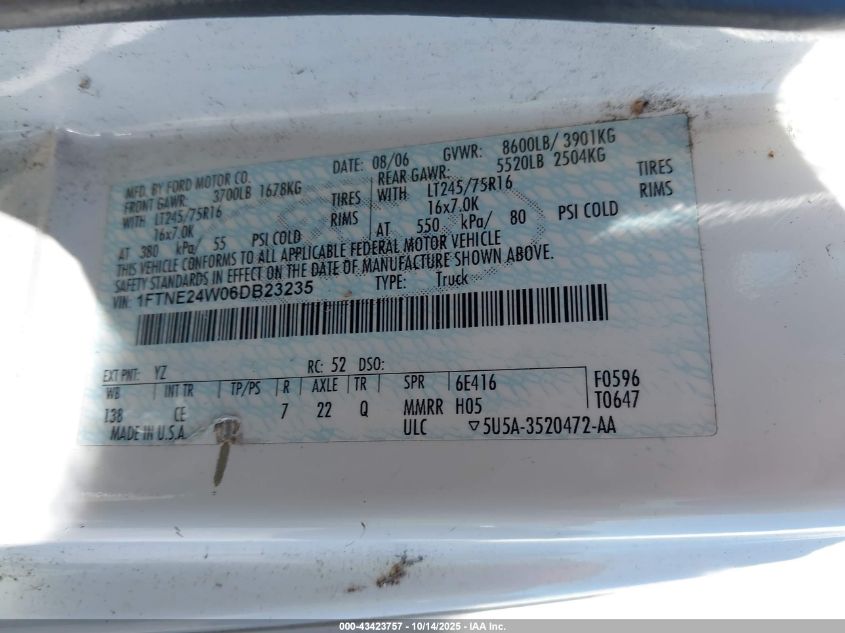 MFD. BY FORD MOTOR CO. DATE: 08/06 GVWR: 8600LB/ 3901KG
FRONT GAWR: 3700LB 1678KG REAR GAWR: 5520LB 2504KG
WITH LT245/75R16 TIRES WITH LT245/75R16 TIRES
16x7.0K RIMS 16x7.0K RIMS
AT 380 kPa/ 55 PSI COLD AT 550 kPa/ 80 PSI COLD
THIS VEHICLE CONFORMS TO ALL APPLICABLE FEDERAL MOTOR VEHICLE
SAFETY STANDARDS IN EFFECT ON THE DATE OF MANUFACTURE SHOWN ABOVE.
VIN: 1FTNE24W06DB23235 TYPE: Truck
EXT PNT: YZ RC: 52 DSO:
WB INT TR TP/PS R AXLE TR SPR 6E416 F0596
138 CE 7 22 Q MMRR H05 T0647
MADE IN U.S.A. ULC ▽5U5A-3520472-AA
000-43423757 - 10/14/2025 - IAA Inc.